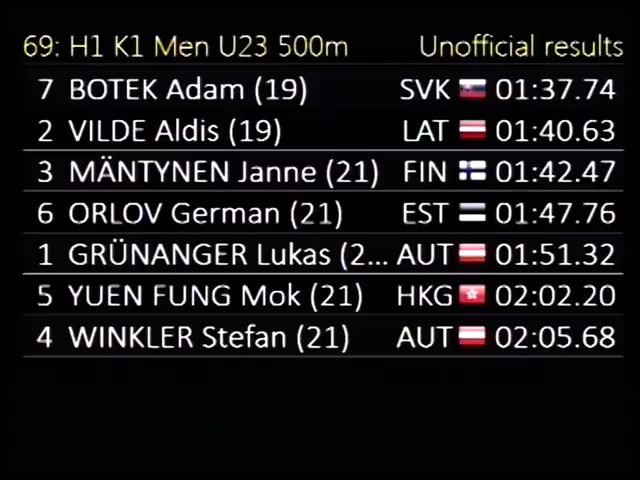 69: H1 K1 Men U23 500m Unofficial results
7 BOTEK Adam (19) SVK 01:37.74
2 VILDE Aldis (19) LAT 01:40.63
3 MÄNTYNEN Janne (21) FIN 01:42.47
6 ORLOV German (21) EST 01:47.76
1 GRÜNANGER Lukas (2... AUT 01:51.32
5 YUEN FUNG Mok (21) HKG 02:02.20
4 WINKLER Stefan (21) AUT 02:05.68